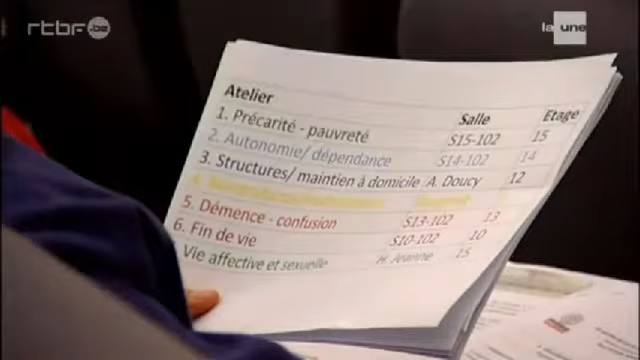 rtbf.be
la une
Atelier Salle Etage
1. Précarité - pauvreté S15-102 15
2. Autonomie/ dépendance S14-102 14
3. Structures/ maintien à domicile A. Doucy 12
4.
5. Démence - confusion S13-102 13
6. Fin de vie S10-102 10
Vie affective et sexuelle H. Jeanne 15